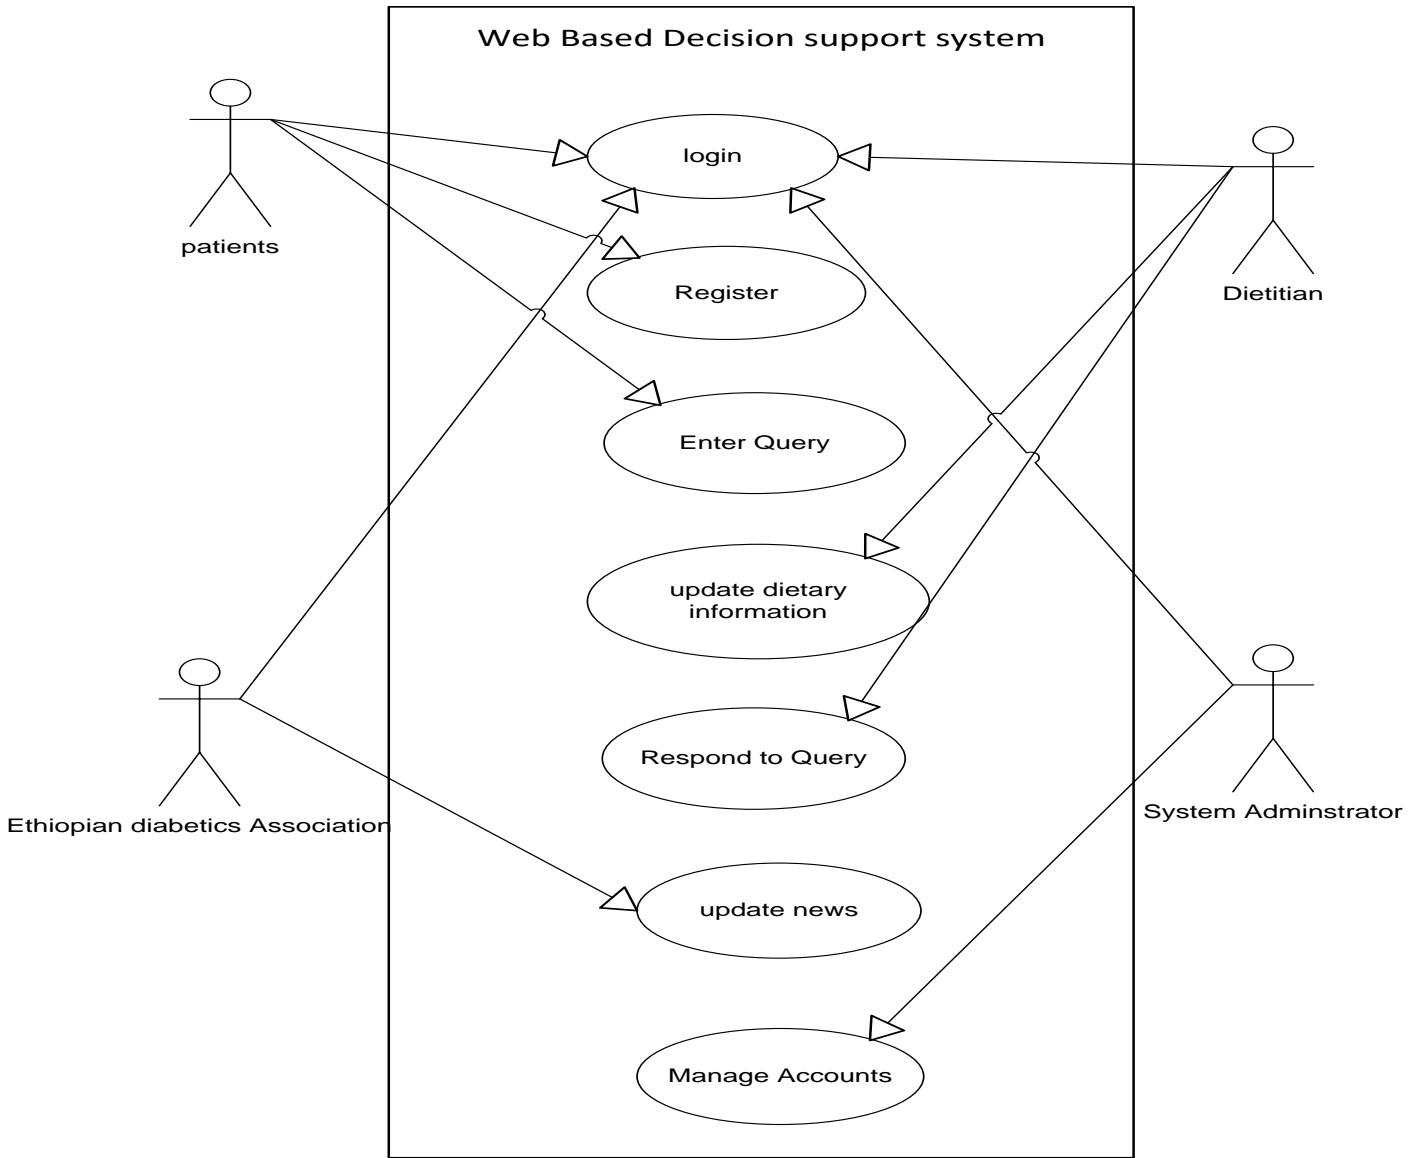 Web Based Decision support system
login
patients
Register
Dietitian
Enter Query
update dietary
information
Respond to Query
Ethiopian diabetics Association
System Adminstrator
update news
Manage Accounts